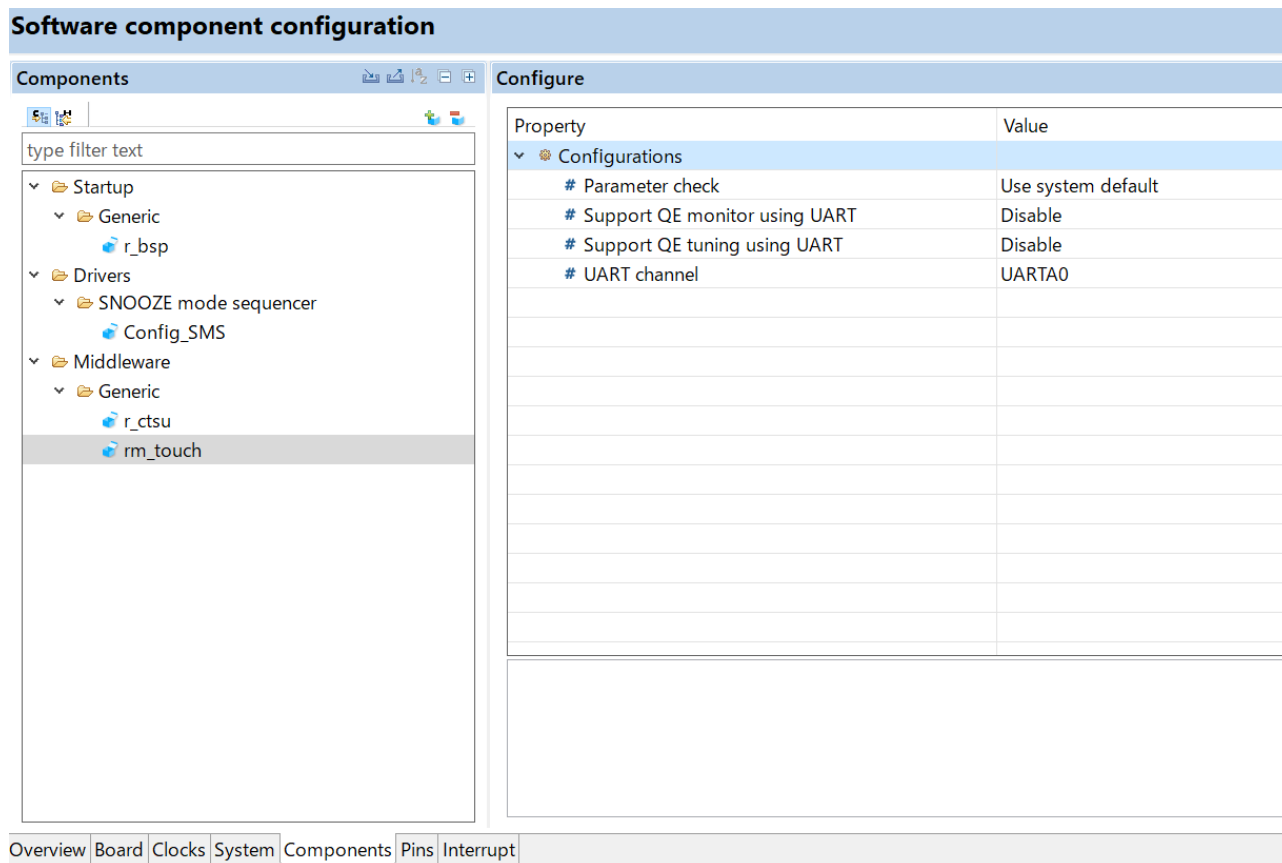 Software component configuration
Components
Configure
type filter text
Startup
Generic
r_bsp
Drivers
SNOOZE mode sequencer
Config_SMS
Middleware
Generic
r_ctsu
rm_touch
Property Value
Configurations
# Parameter check Use system default
# Support QE monitor using UART Disable
# Support QE tuning using UART Disable
# UART channel UARTA0
Overview Board Clocks System Components Pins Interrupt